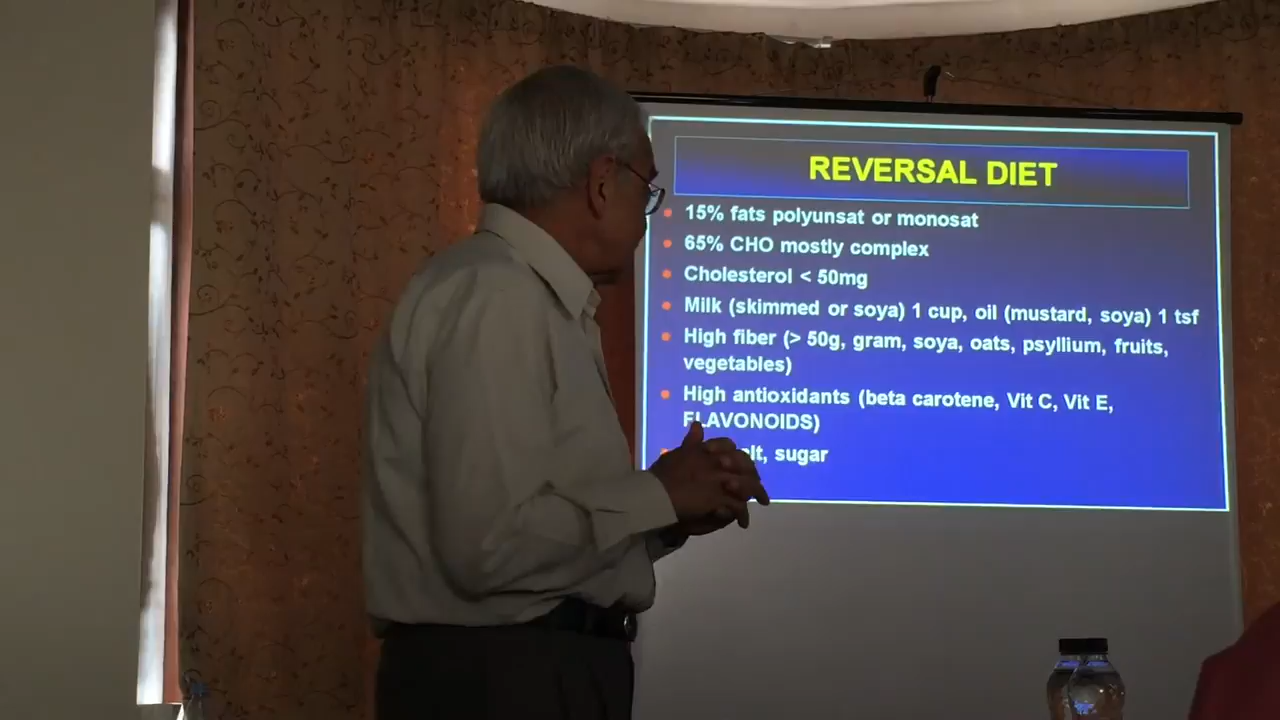 REVERSAL DIET
15% fats polyunsat or monosat
65% CHO mostly complex
Cholesterol < 50mg
Milk (skimmed or soya) 1 cup, oil (mustard, soya) 1 tsf
High fiber (> 50g, gram, soya, oats, psyllium, fruits,
vegetables)
High antioxidants (beta carotene, Vit C, Vit E,
FLAVONOIDS)
sugar